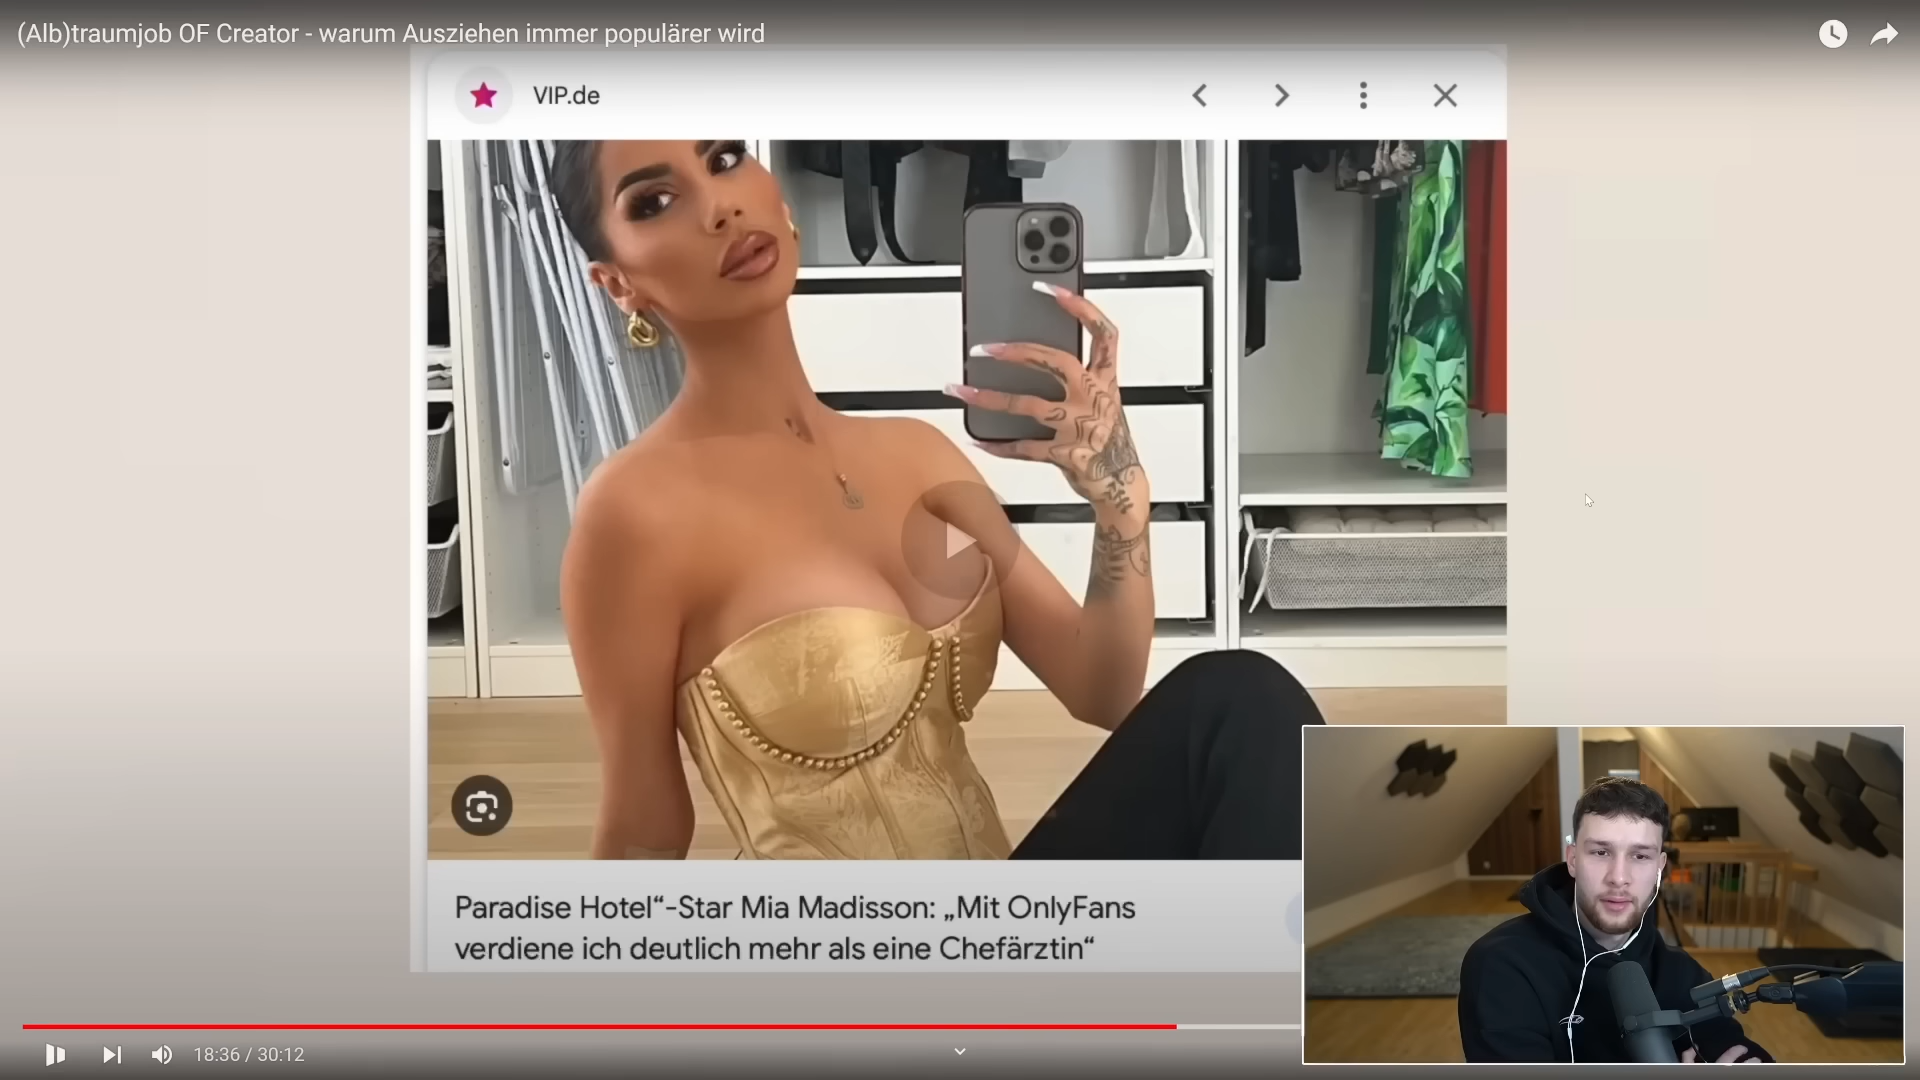 (Alb)traumjob OF Creator - warum Ausziehen immer populärer wird
VIP.de
Paradise Hotel“-Star Mia Madisson: „Mit OnlyFans
verdiene ich deutlich mehr als eine Chefärztin“
18:36 / 30:12